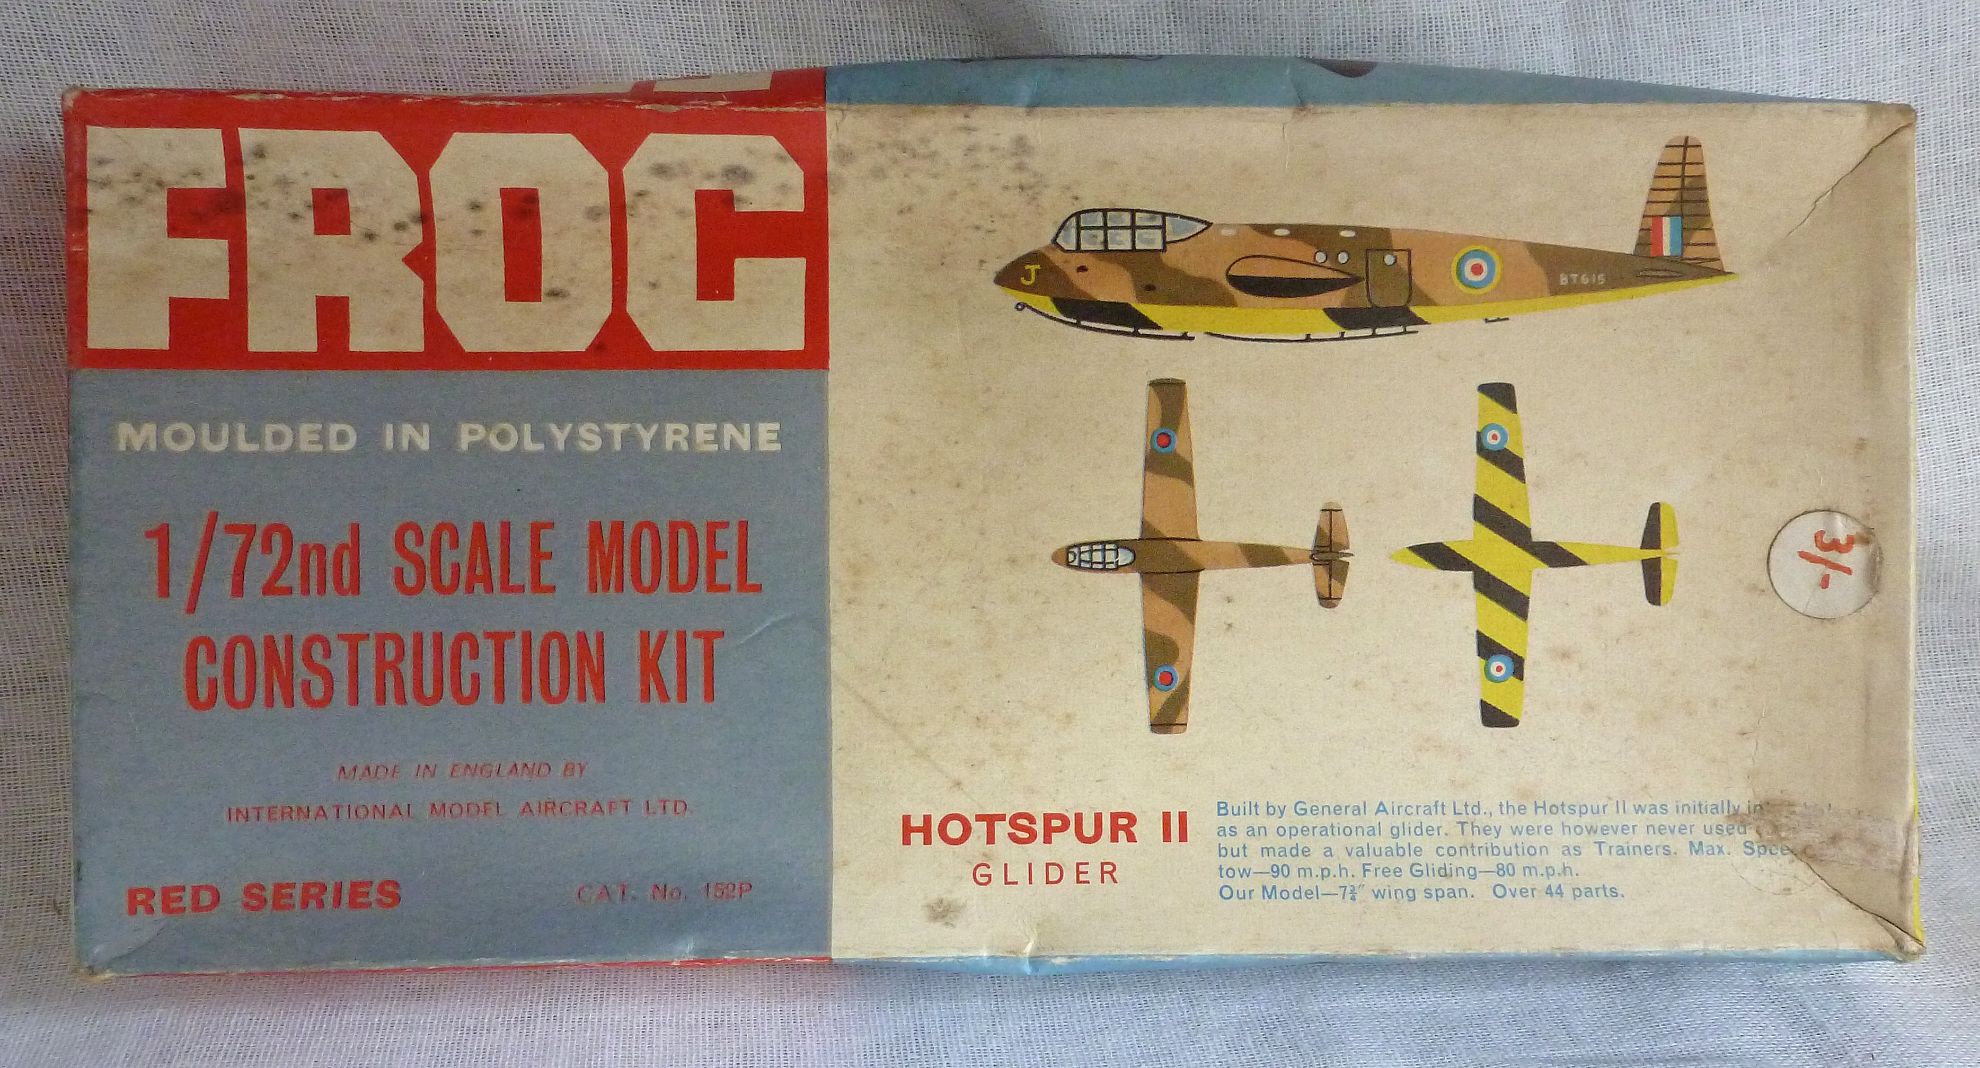 FROG
MOULDED IN POLYSTYRENE
1/72nd SCALE MODEL
CONSTRUCTION KIT
MADE IN ENGLAND BY
INTERNATIONAL MODEL AIRCRAFT LTD.
RED SERIES
CAT. No. 152P
J
BT615
3/-
HOTSPUR II
GLIDER
Built by General Aircraft Ltd., the Hotspur II was initially
as an operational glider. They were however never used
but made a valuable contribution as Trainers. Max.
tow—90 m.p.h. Free Gliding—80 m.p.h.
Our Model—7¾″ wing span. Over 44 parts.